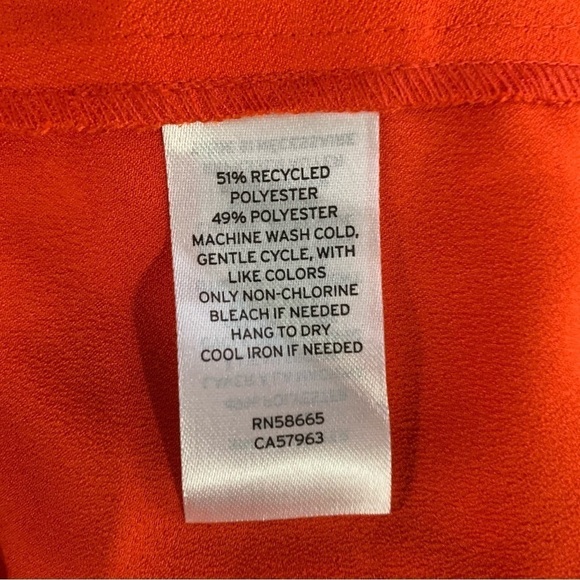 51% RECYCLED
POLYESTER
49% POLYESTER
MACHINE WASH COLD,
GENTLE CYCLE, WITH
LIKE COLORS
ONLY NON-CHLORINE
BLEACH IF NEEDED
HANG TO DRY
COOL IRON IF NEEDED
RN58665
CA57963